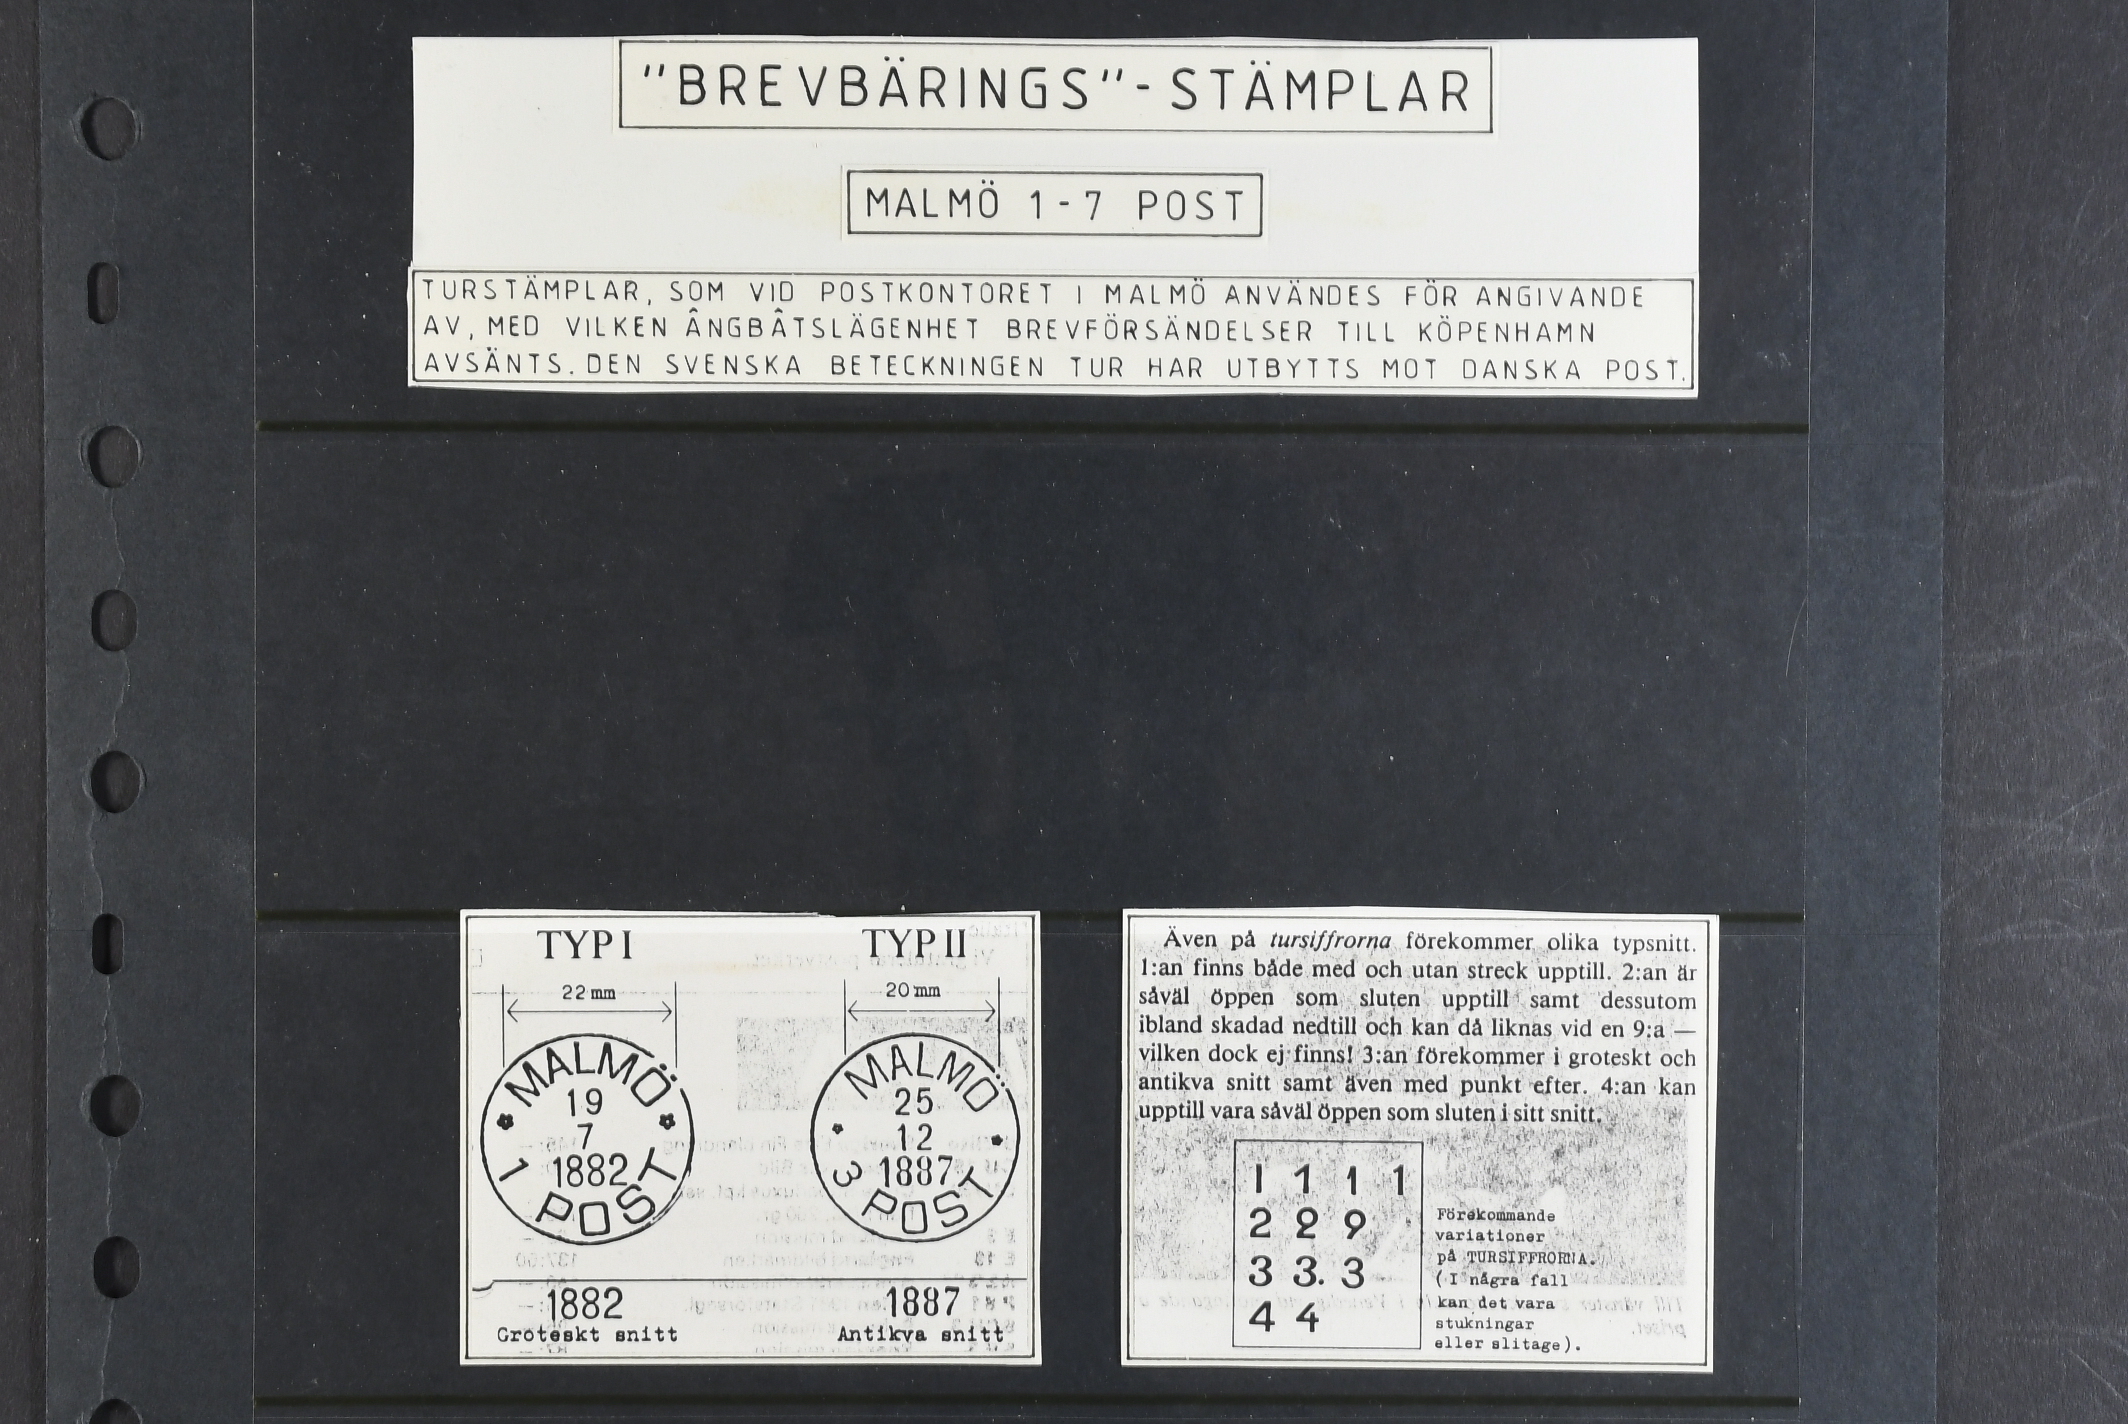 "BREVBÄRINGS"-STÄMPLAR
MALMÖ 1-7 POST
TURSTÄMPLAR, SOM VID POSTKONTORET I MALMÖ ANVÄNDES FÖR ANGIVANDE
AV, MED VILKEN ÂNGBÂTSLÄGENHET BREVFÖRSÄNDELSER TILL KÖPENHAMN
AVSÄNTS. DEN SVENSKA BETECKNINGEN TUR HAR UTBYTTS MOT DANSKA POST.
TYP I
22 mm
MALMÖ
19
7
1882
1 POST
1882
Groteskt snitt
TYP II
20 mm
MALMÖ
25
12
1887
3 POST
1887
Antikva snitt
Även på tursiffrorna förekommer olika typsnitt.
1:an finns både med och utan streck upptill. 2:an är
såväl öppen som sluten upptill samt dessutom
ibland skadad nedtill och kan då liknas vid en 9:a —
vilken dock ej finns! 3:an förekommer i groteskt och
antikva snitt samt även med punkt efter. 4:an kan
upptill vara såväl öppen som sluten i sitt snitt.
1 1 1 1
2 2 9
3 3. 3
4 4
Förekommande
variationer
på TURSIFFRORNA.
(I några fall
kan det vara
stukningar
eller slitage).